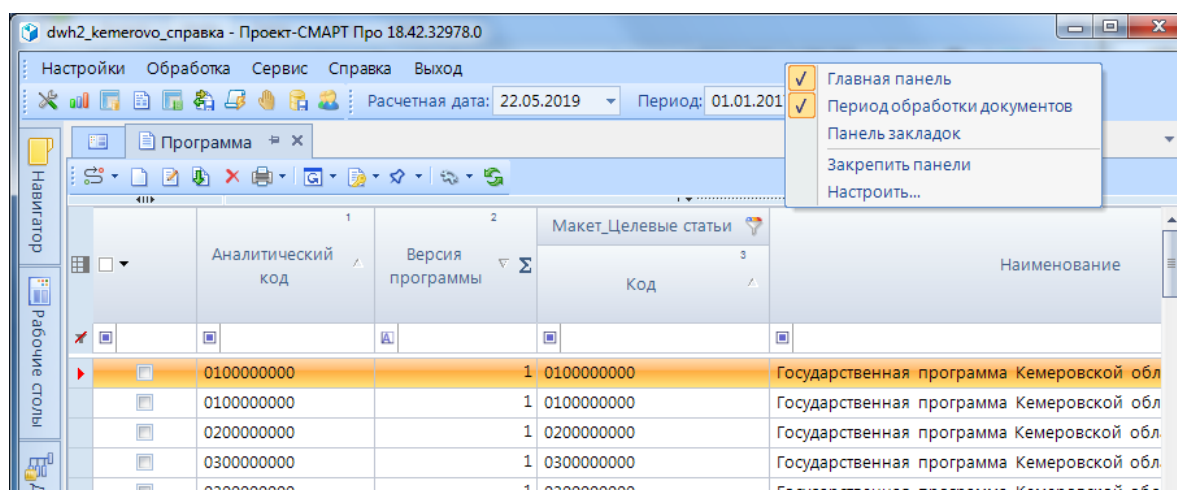 dwh2_kemerovo_справка - Проект-СМАРТ Про 18.42.32978.0
Настройки Обработка Сервис Справка Выход
Расчетная дата: 22.05.2019 Период: 01.01.201
Главная панель
Период обработки документов
Панель закладок
Закрепить панели
Настроить...
Навигатор
Рабочие столы
Программа
1 2 Макет_Целевые статьи
Аналитический код
Версия программы Σ
3
Код
Наименование
0100000000 1 0100000000 Государственная программа Кемеровской обл
0100000000 1 0100000000 Государственная программа Кемеровской обл
0200000000 1 0200000000 Государственная программа Кемеровской обл
0300000000 1 0300000000 Государственная программа Кемеровской обл